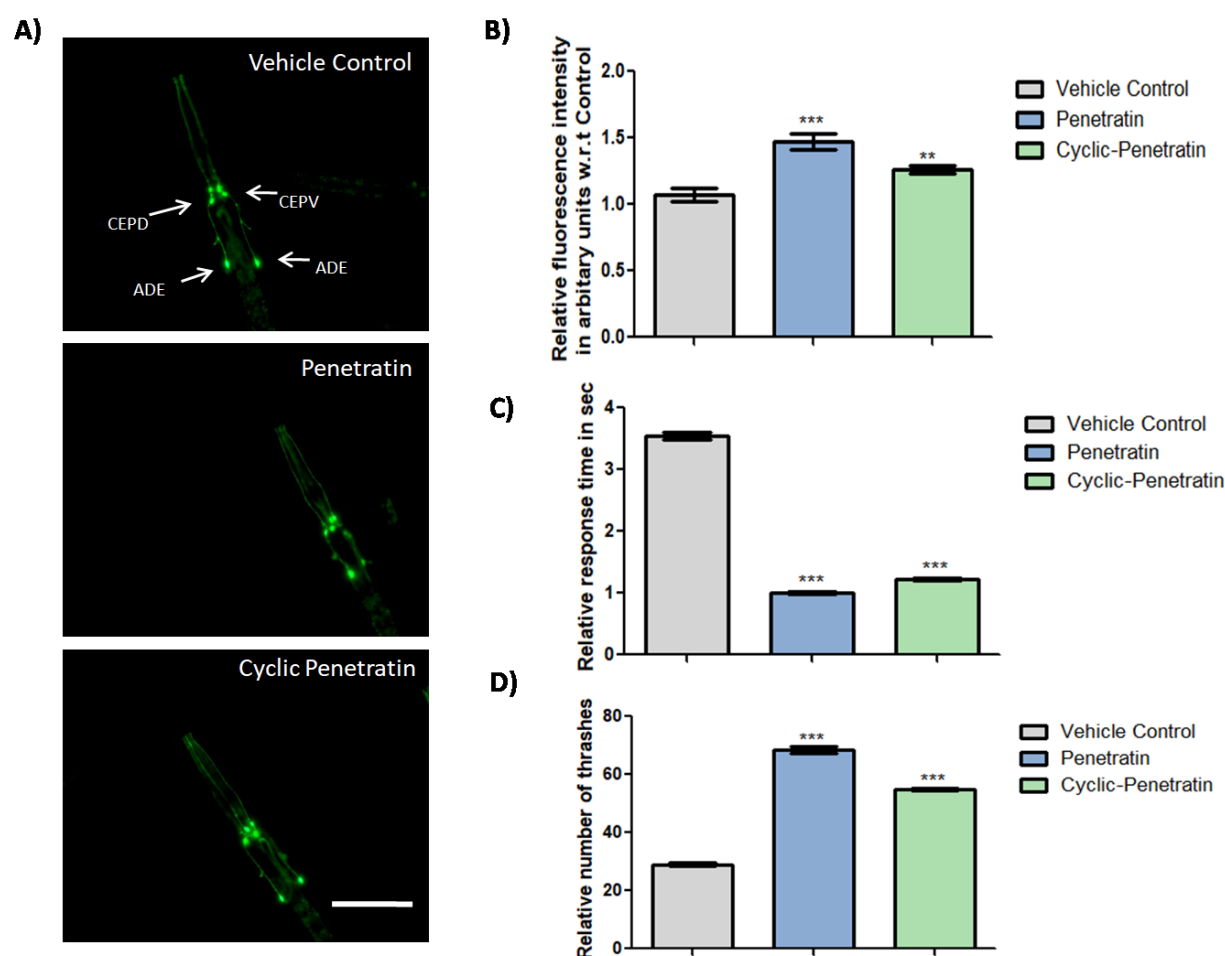 A)
Vehicle Control
CEPV
CEPD
ADE
ADE
Penetratin
Cyclic Penetratin
B)
Relative fluorescence intensity
in arbitary units w.r.t Control
2.0
1.5
1.0
0.5
0.0
***
**
Vehicle Control
Penetratin
Cyclic-Penetratin
C)
Relative response time in sec
4
3
2
1
0
***
***
Vehicle Control
Penetratin
Cyclic-Penetratin
D)
Relative number of thrashes
80
60
40
20
0
***
***
Vehicle Control
Penetratin
Cyclic-Penetratin